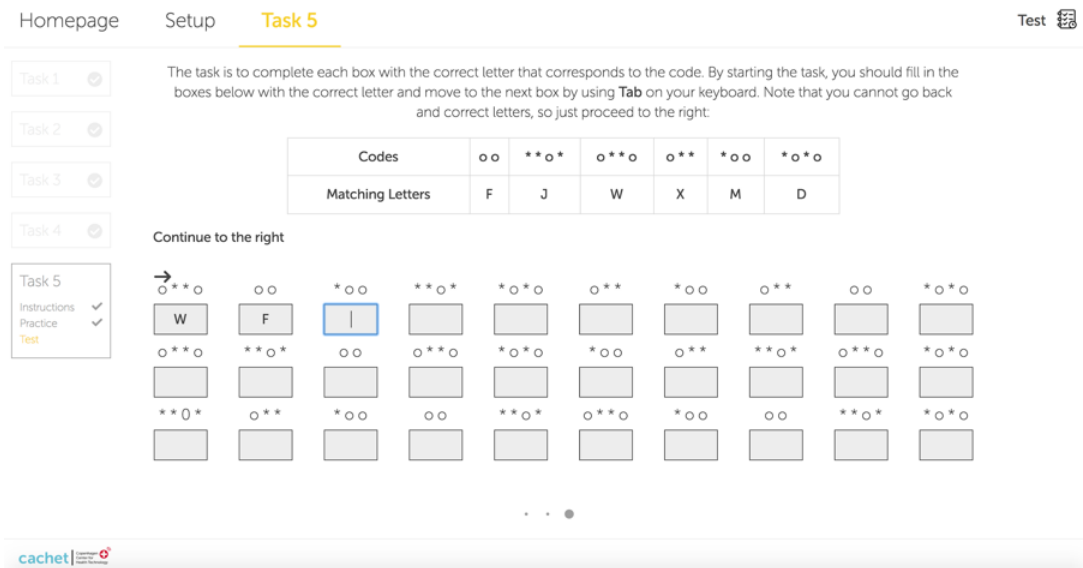 Homepage Setup Task 5 Test
Task 1
Task 2
Task 3
Task 4
Task 5
Instructions
Practice
Test
The task is to complete each box with the correct letter that corresponds to the code. By starting the task, you should fill in the
boxes below with the correct letter and move to the next box by using Tab on your keyboard. Note that you cannot go back
and correct letters, so just proceed to the right:
Codes o o * * o * o * * o o * * * o o * o * o
Matching Letters F J W X M D
Continue to the right
→
o * * o o o * o o * * o * * o * o o * * * o o o * * o o * o * o
W F
o * * o * * o * o o o * * o * o * o * o o o * * * * o * o * * o * o * o
* * O * o * * * o o o o * * o * o * * o * o o o o * * o * * o * o
cachet